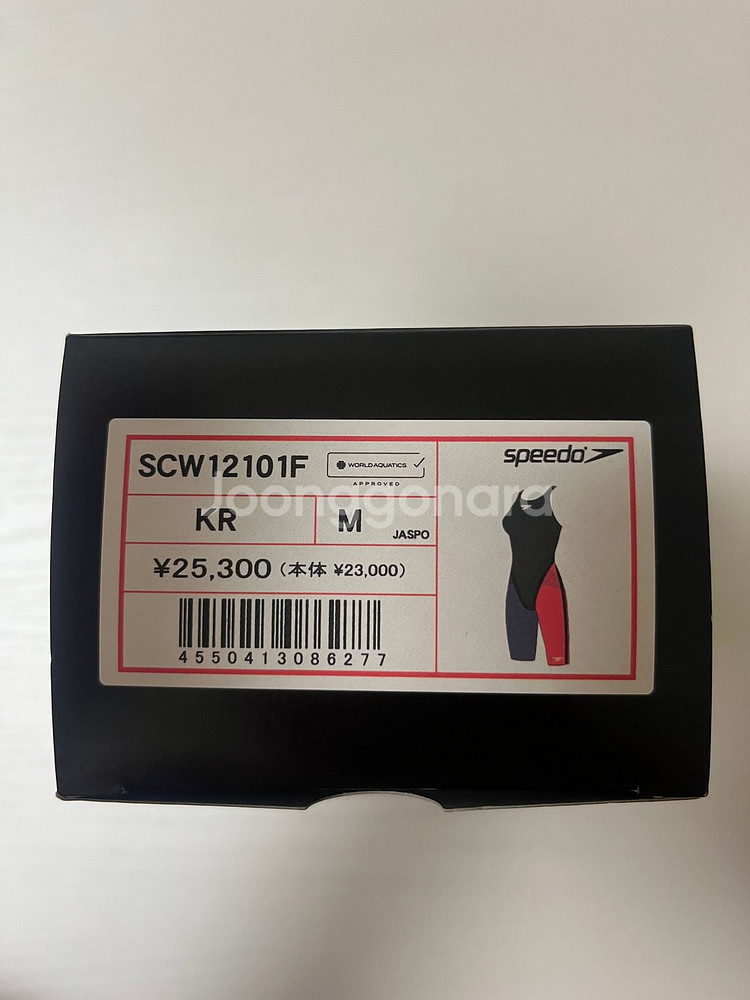 SCW12101F
WORLD AQUATICS
APPROVED
speedo
Joonggonara
KR
M
JASPO
¥25,300 (本体 ¥23,000)
4550413086277